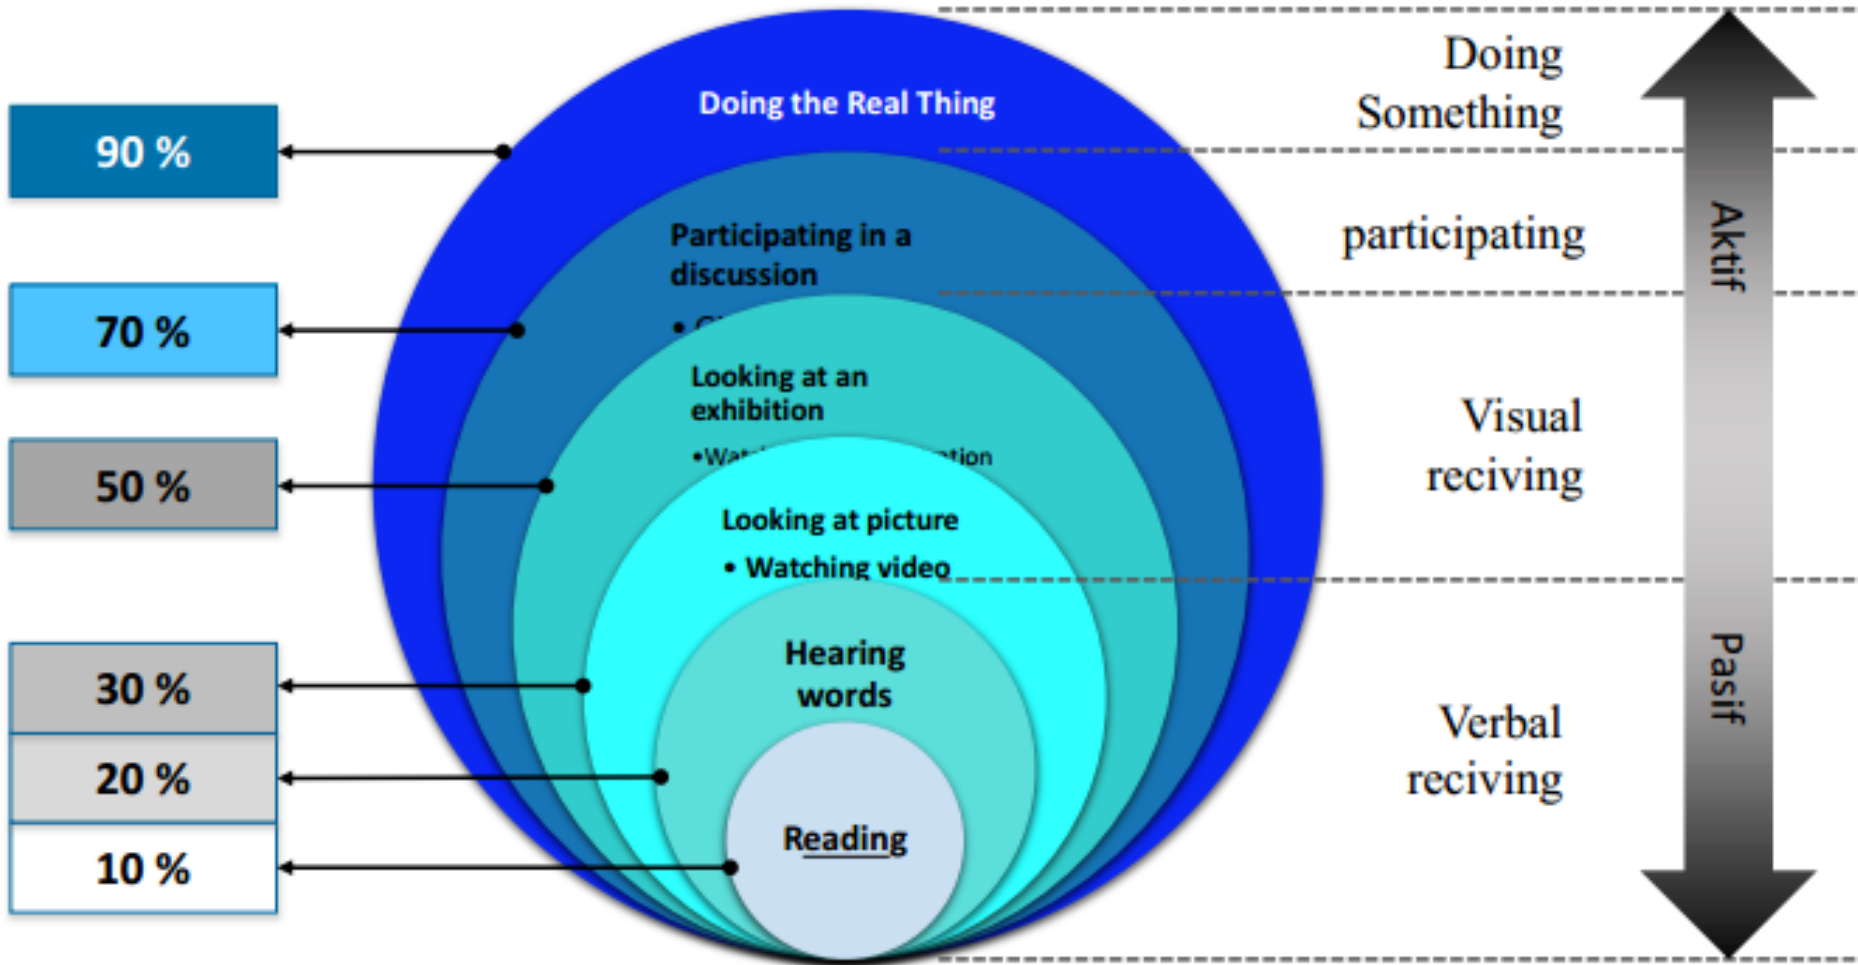 90 %
70 %
50 %
30 %
20 %
10 %
Doing the Real Thing
Participating in a
discussion
•
Looking at an
exhibition
•
Looking at picture
• Watching video
Hearing
words
Reading
Doing
Something
participating
Visual
reciving
Verbal
reciving
Aktif
Pasif